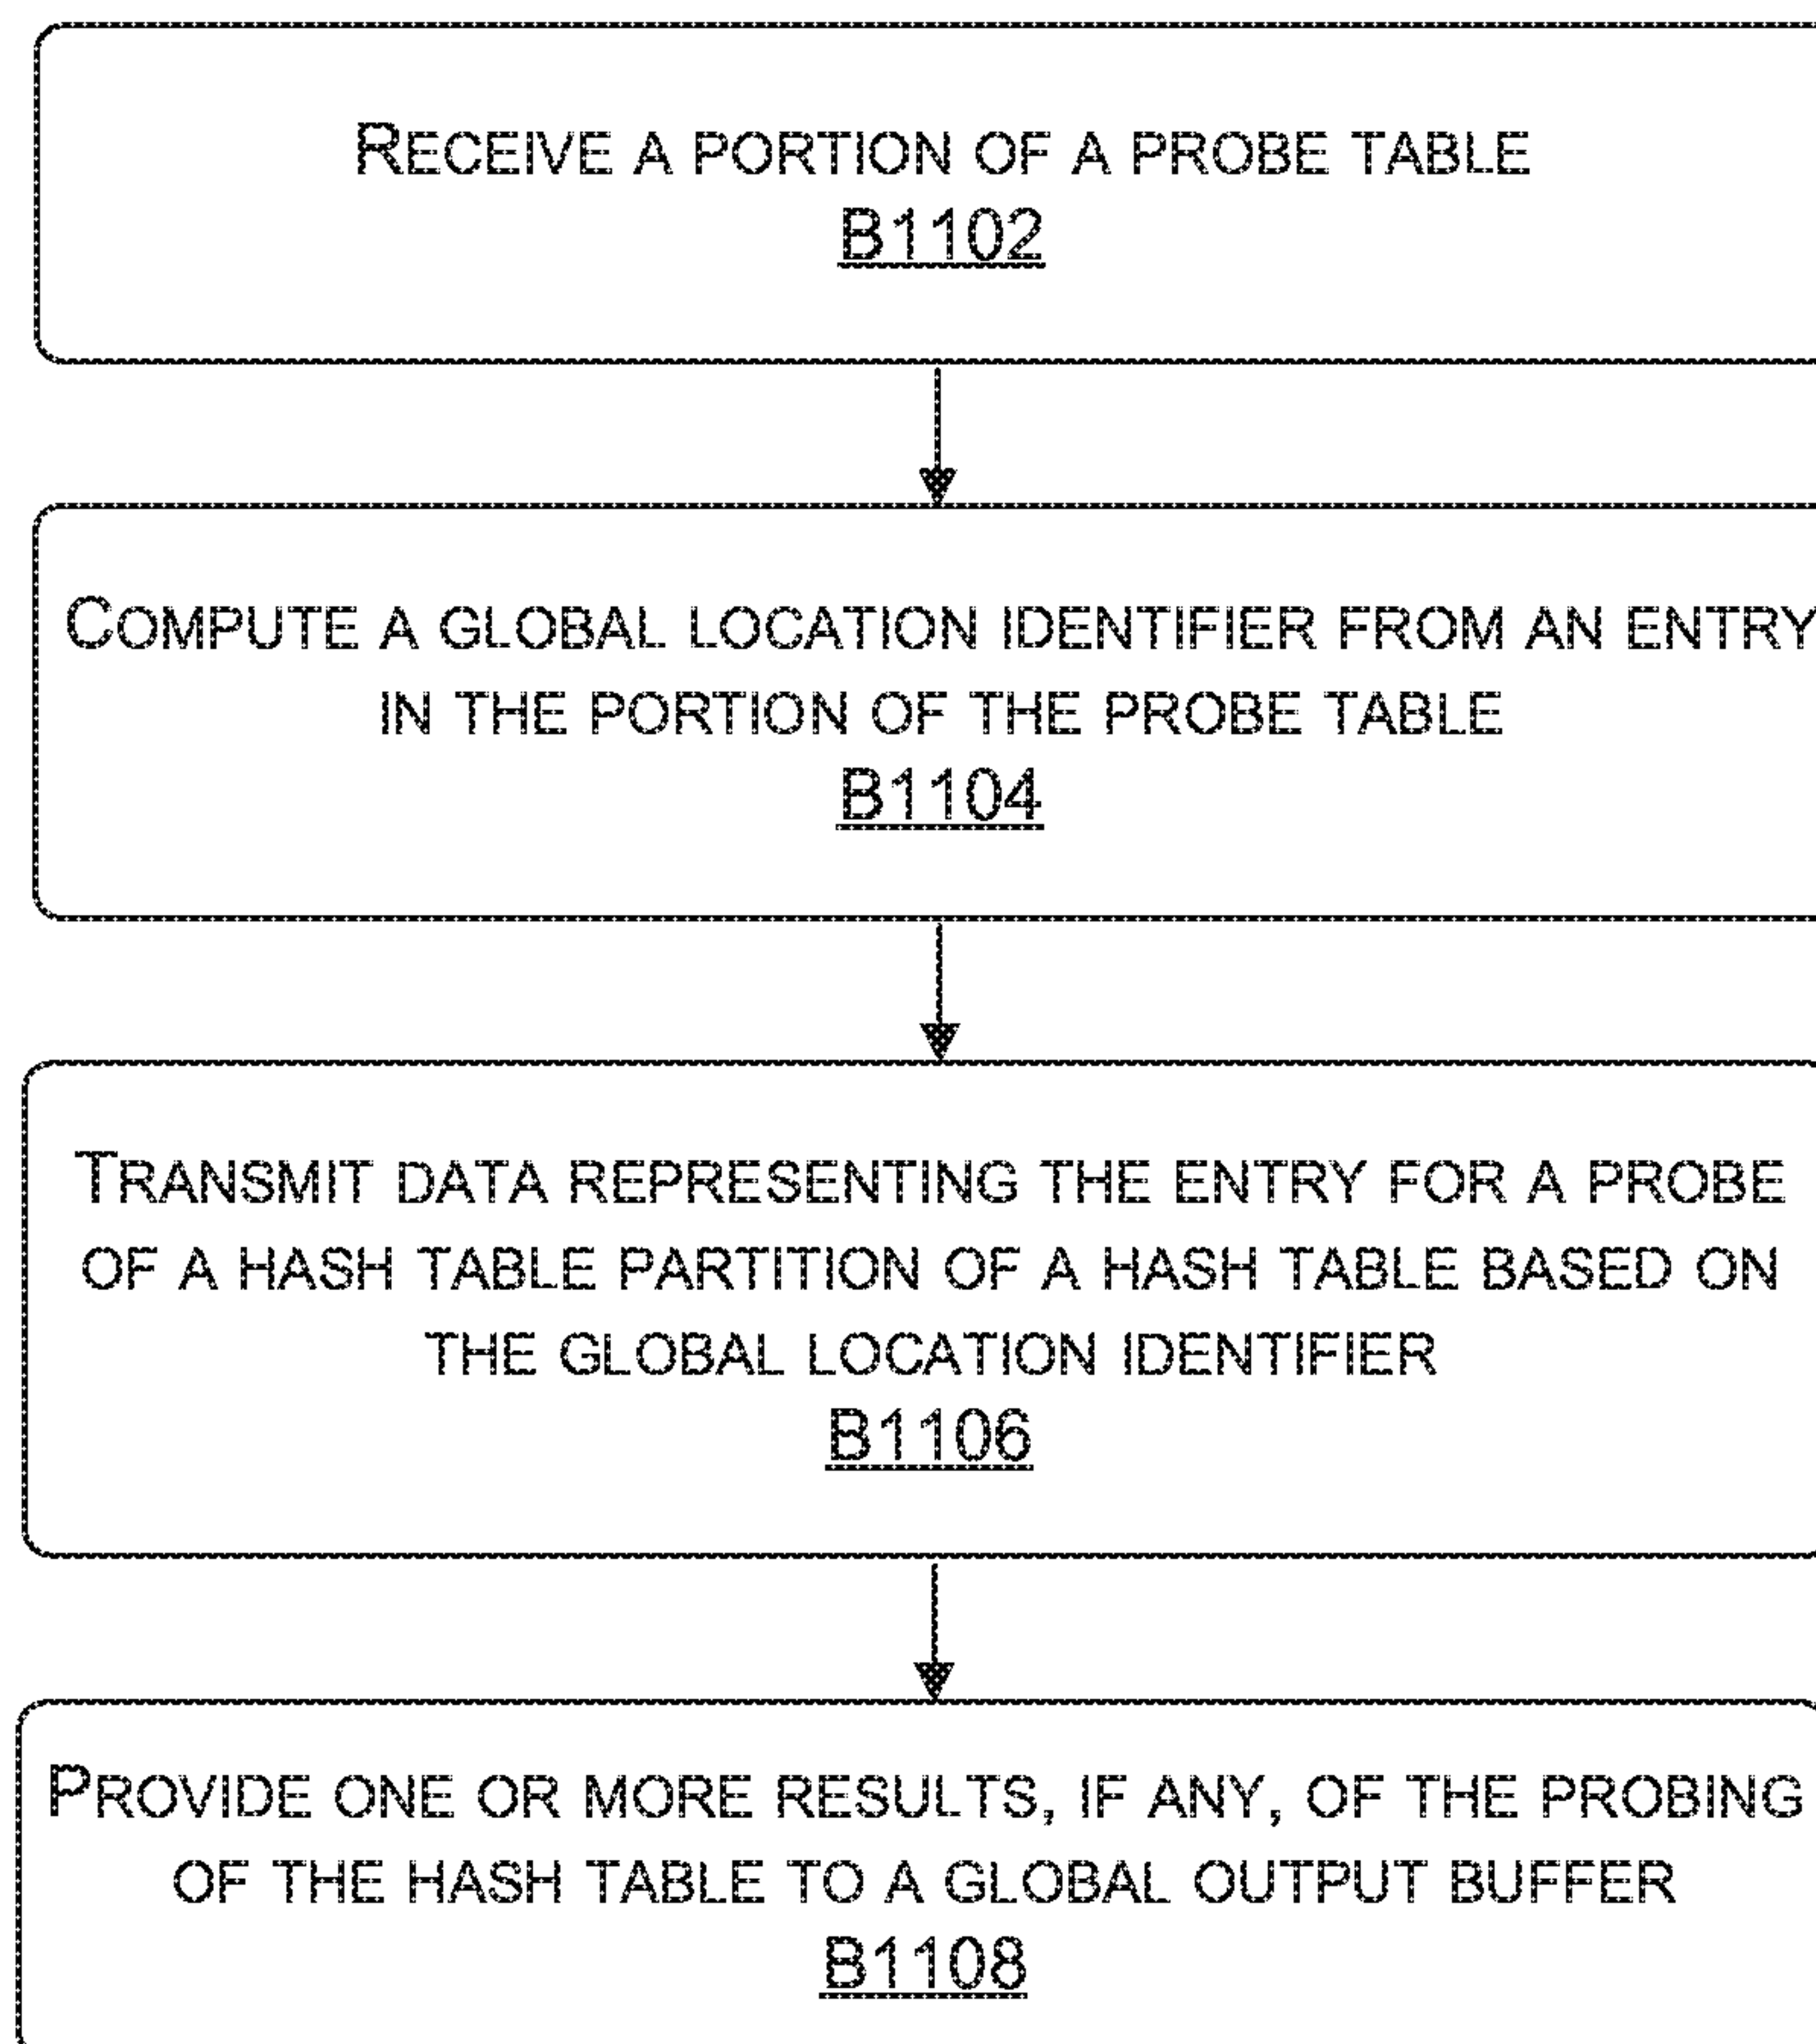 RECEIVE A PORTION OF A PROBE TABLE
B1102
COMPUTE A GLOBAL LOCATION IDENTIFIER FROM AN ENTRY
IN THE PORTION OF THE PROBE TABLE
B1104
TRANSMIT DATA REPRESENTING THE ENTRY FOR A PROBE
OF A HASH TABLE PARTITION OF A HASH TABLE BASED ON
THE GLOBAL LOCATION IDENTIFIER
B1106
PROVIDE ONE OR MORE RESULTS, IF ANY, OF THE PROBING
OF THE HASH TABLE TO A GLOBAL OUTPUT BUFFER
B1108